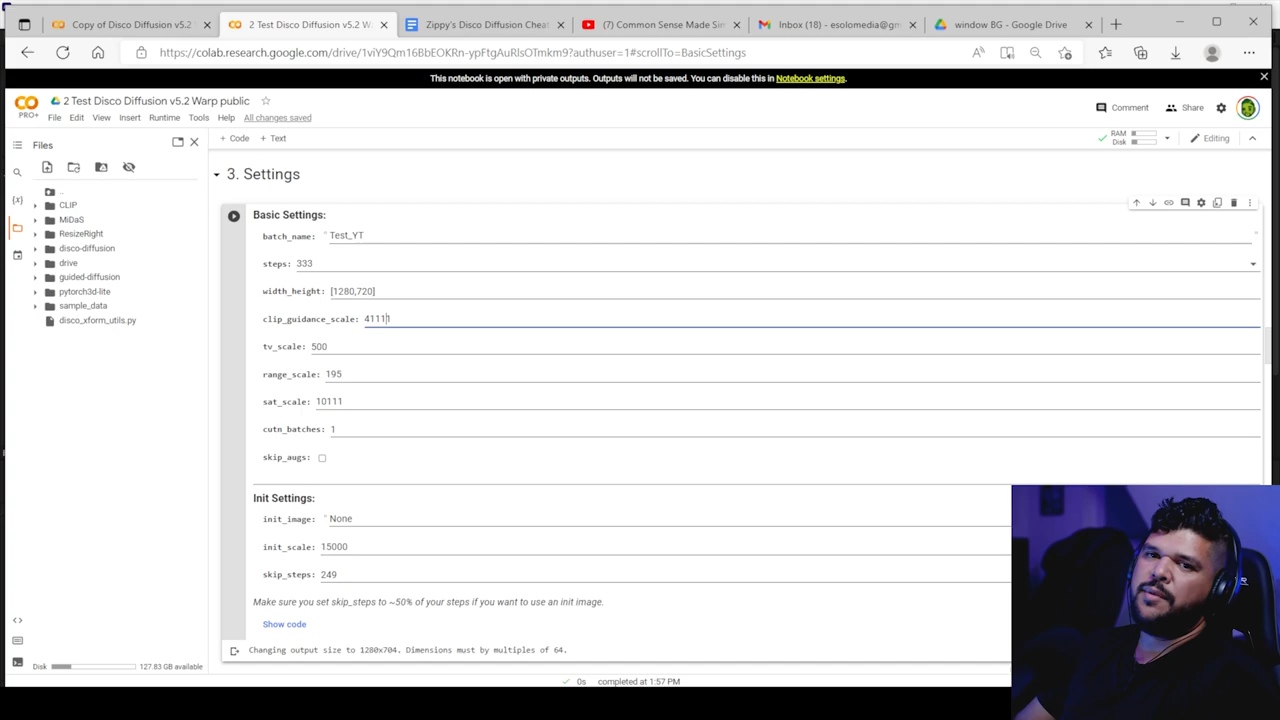 Copy of Disco Diffusion v5.2
2 Test Disco Diffusion v5.2 Wa
Zippy's Disco Diffusion Cheat
(7) Common Sense Made Sim
Inbox (18) - esolomedia@gm
window BG - Google Drive
https://colab.research.google.com/drive/1viY9Qm16BbEOKRn-ypFtgAuRlsOTmkm9?authuser=1#scrollTo=BasicSettings
This notebook is open with private outputs. Outputs will not be saved. You can disable this in Notebook settings.
PRO+
2 Test Disco Diffusion v5.2 Warp public
File Edit View Insert Runtime Tools Help All changes saved
Comment Share
Files
+ Code + Text
RAM
Disk
Editing
..
CLIP
MiDaS
ResizeRight
disco-diffusion
drive
guided-diffusion
pytorch3d-lite
sample_data
disco_xform_utils.py
3. Settings
Basic Settings:
batch_name: " Test_YT "
steps: 333
width_height: [1280,720]
clip_guidance_scale: 41111
tv_scale: 500
range_scale: 195
sat_scale: 10111
cutn_batches: 1
skip_augs:
Init Settings:
init_image: " None
init_scale: 15000
skip_steps: 249
Make sure you set skip_steps to ~50% of your steps if you want to use an init image.
Show code
Changing output size to 1280x704. Dimensions must by multiples of 64.
Disk 127.83 GB available
0s completed at 1:57 PM